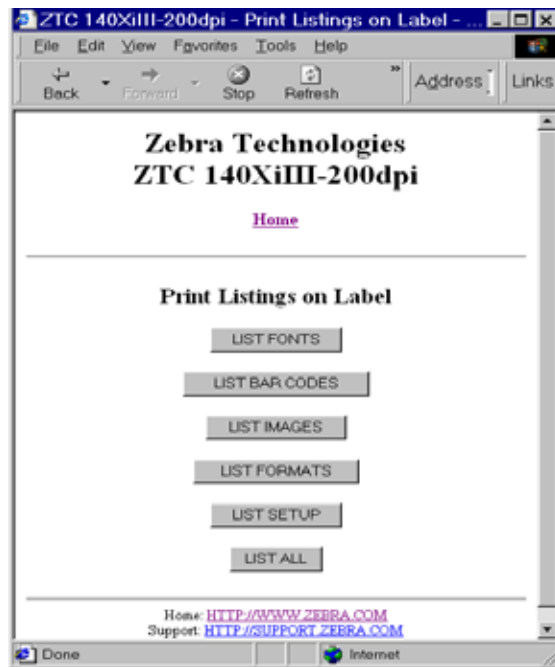 ZTC 140XiIII-200dpi - Print Listings on Label - ...
File Edit View Favorites Tools Help
Back Forward Stop Refresh » Address Links
Zebra Technologies
ZTC 140XiIII-200dpi
Home
Print Listings on Label
LIST FONTS
LIST BAR CODES
LIST IMAGES
LIST FORMATS
LIST SETUP
LIST ALL
Home: HTTP://WWW.ZEBRA.COM
Support: HTTP://SUPPORT.ZEBRA.COM
Done Internet